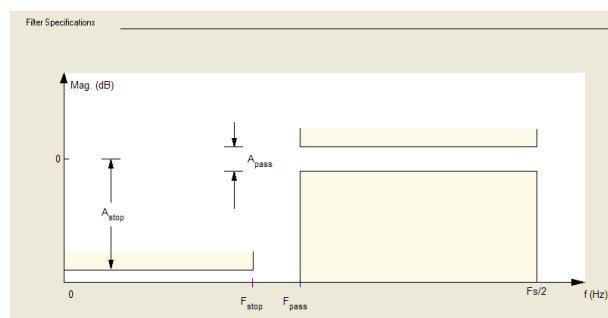 Filter Specifications
Mag. (dB)
0
A pass
A stop
0
F stop
F pass
Fs/2
f (Hz)